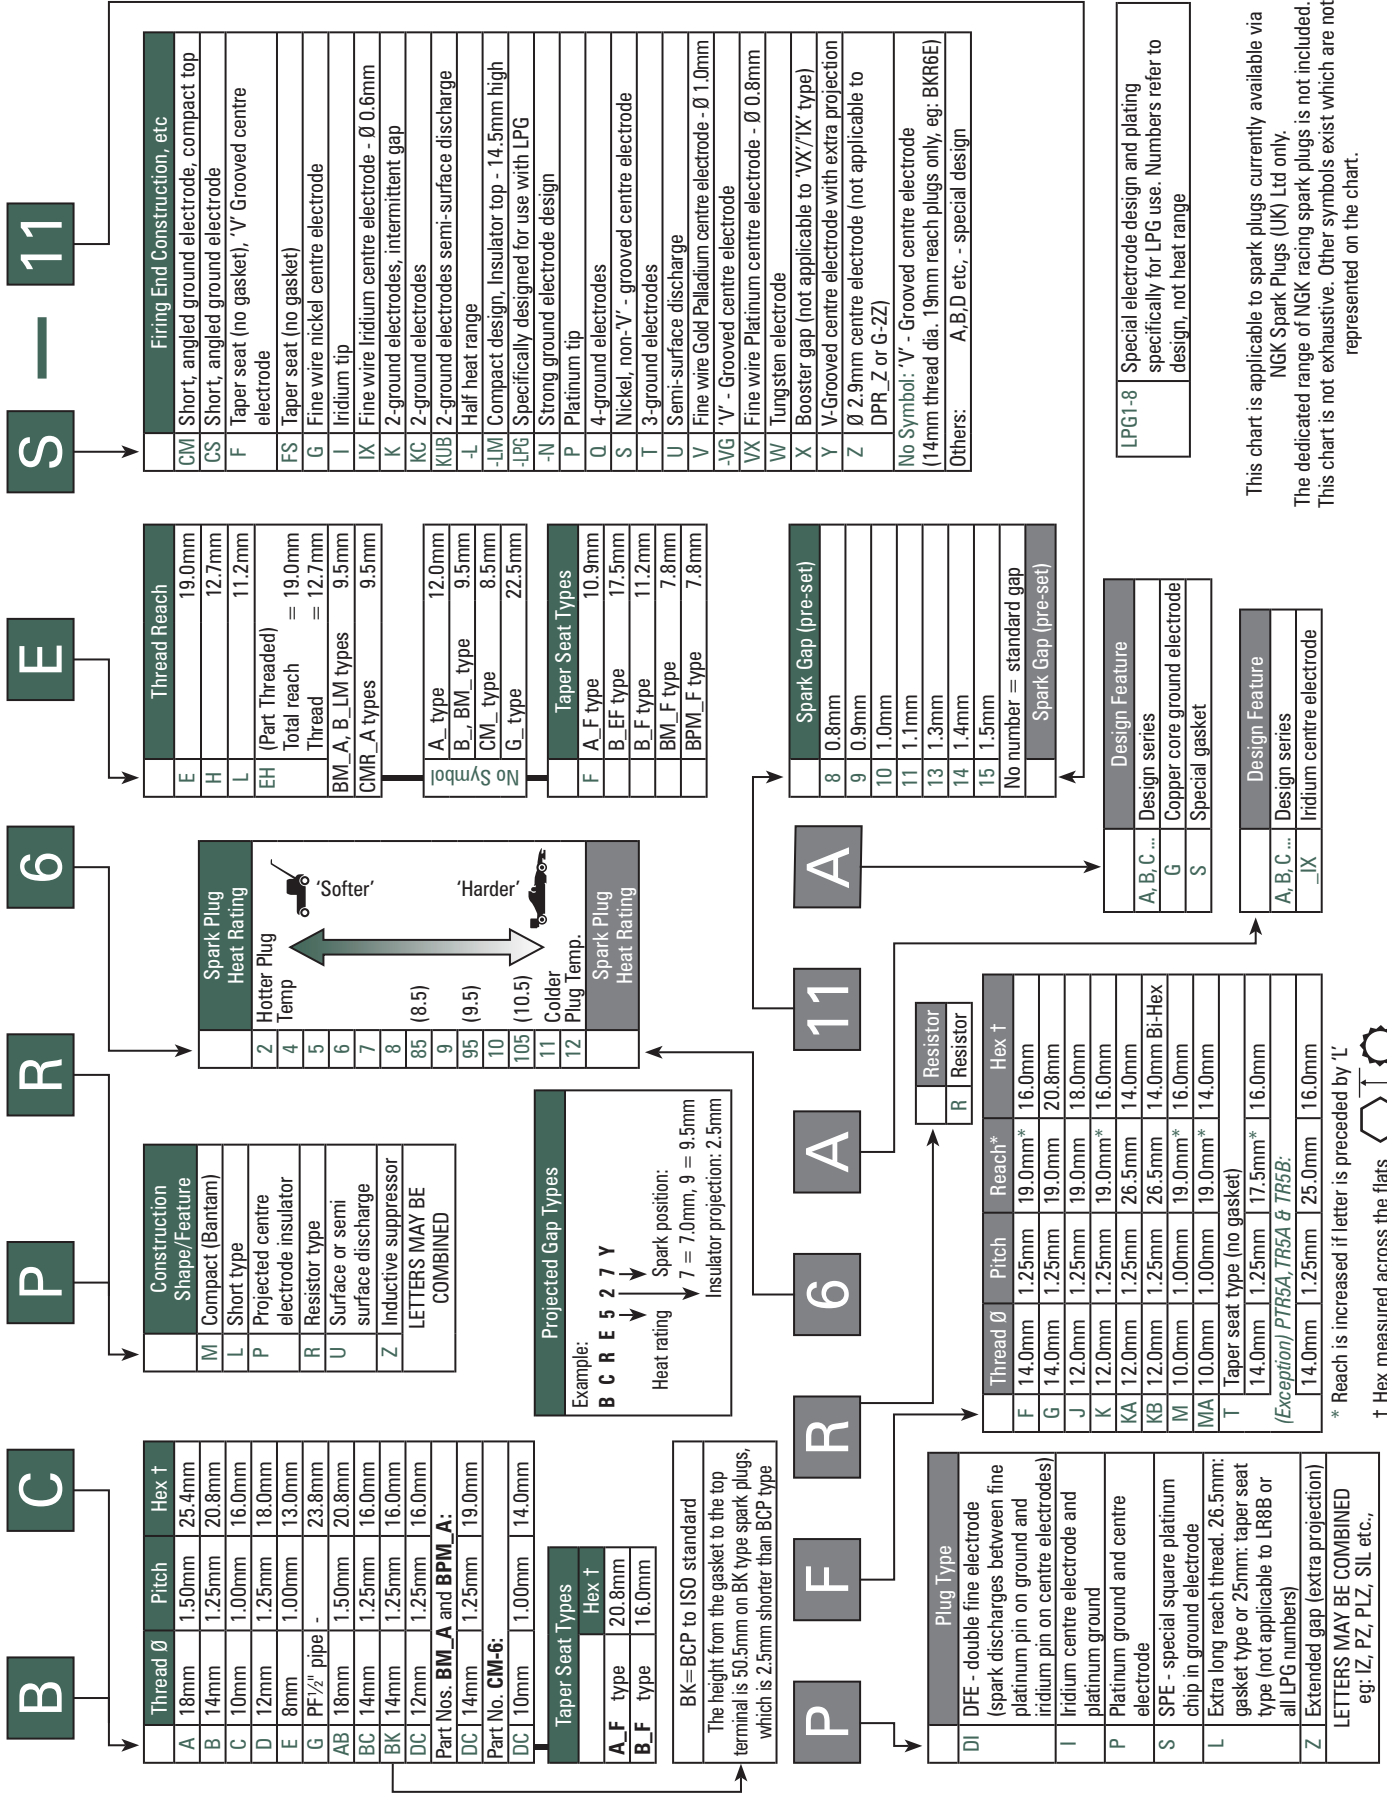 B C P R 6 E S — 11
Thread Ø Pitch Hex †
A 18mm 1.50mm 25.4mm
B 14mm 1.25mm 20.8mm
C 10mm 1.00mm 16.0mm
D 12mm 1.25mm 18.0mm
E 8mm 1.00mm 13.0mm
G PF1/2" pipe - 23.8mm
AB 18mm 1.50mm 20.8mm
BC 14mm 1.25mm 16.0mm
BK 14mm 1.25mm 16.0mm
DC 12mm 1.25mm 16.0mm
Part Nos. BM_A and BPM_A:
DC 14mm 1.25mm 19.0mm
Part No. CM-6:
DC 10mm 1.00mm 14.0mm
Taper Seat Types
Hex †
A_F type 20.8mm
B_F type 16.0mm
BK=BCP to ISO standard
The height from the gasket to the top
terminal is 50.5mm on BK type spark plugs,
which is 2.5mm shorter than BCP type
Construction
Shape/Feature
M Compact (Bantam)
L Short type
P Projected centre
electrode insulator
R Resistor type
U Surface or semi
surface discharge
Z Inductive suppressor
LETTERS MAY BE
COMBINED
Projected Gap Types
Example:
B C R E 5 2 7 Y
Heat rating
Spark position:
7 = 7.0mm, 9 = 9.5mm
Insulator projection: 2.5mm
Spark Plug
Heat Rating
2 Hotter Plug
4 Temp
5
6 'Softer'
7
8
85 (8.5)
9
95 (9.5) 'Harder'
10
105 (10.5)
11 Colder
12 Plug Temp.
Spark Plug
Heat Rating
Thread Reach
E 19.0mm
H 12.7mm
L 11.2mm
EH (Part Threaded)
Total reach = 19.0mm
Thread = 12.7mm
BM_A, B_LM types 9.5mm
CMR_A types 9.5mm
No Symbol
A_ type 12.0mm
B_, BM_ type 9.5mm
CM_ type 8.5mm
G_ type 22.5mm
Taper Seat Types
F A_F type 10.9mm
B_EF type 17.5mm
B_F type 11.2mm
BM_F type 7.8mm
BPM_F type 7.8mm
Firing End Construction, etc
CM Short, angled ground electrode, compact top
CS Short, angled ground electrode
F Taper seat (no gasket), 'V' Grooved centre
electrode
FS Taper seat (no gasket)
G Fine wire nickel centre electrode
I Iridium tip
IX Fine wire Iridium centre electrode - Ø 0.6mm
K 2-ground electrodes, intermittent gap
KC 2-ground electrodes
KUB 2-ground electrodes semi-surface discharge
-L Half heat range
-LM Compact design, Insulator top - 14.5mm high
-LPG Specifically designed for use with LPG
-N Strong ground electrode design
P Platinum tip
Q 4-ground electrodes
S Nickel, non-'V' - grooved centre electrode
T 3-ground electrodes
U Semi-surface discharge
V Fine wire Gold Palladium centre electrode - Ø 1.0mm
-VG 'V' - Grooved centre electrode
VX Fine wire Platinum centre electrode - Ø 0.8mm
W Tungsten electrode
X Booster gap (not applicable to 'VX'/'IX' type)
Y V-Grooved centre electrode with extra projection
Z Ø 2.9mm centre electrode (not applicable to
DPR_Z or G-2Z)
No Symbol: 'V' - Grooved centre electrode
(14mm thread dia. 19mm reach plugs only, eg: BKR6E)
Others: A,B,D etc, - special design
Spark Gap (pre-set)
8 0.8mm
9 0.9mm
10 1.0mm
11 1.1mm
13 1.3mm
14 1.4mm
15 1.5mm
No number = standard gap
Spark Gap (pre-set)
P F R 6 A 11 A
Plug Type
DI DFE - double fine electrode
(spark discharges between fine
platinum pin on ground and
iridium pin on centre electrodes)
I Iridium centre electrode and
platinum ground
P Platinum ground and centre
electrode
S SPE - special square platinum
chip in ground electrode
L Extra long reach thread. 26.5mm:
gasket type or 25mm: taper seat
type (not applicable to LR8B or
all LPG numbers)
Z Extended gap (extra projection)
LETTERS MAY BE COMBINED
eg: IZ, PZ, PLZ, SIL etc.,
Thread Ø Pitch Reach* Hex †
F 14.0mm 1.25mm 19.0mm* 16.0mm
G 14.0mm 1.25mm 19.0mm 20.8mm
J 12.0mm 1.25mm 19.0mm 18.0mm
K 12.0mm 1.25mm 19.0mm* 16.0mm
KA 12.0mm 1.25mm 26.5mm 14.0mm
KB 12.0mm 1.25mm 26.5mm 14.0mm Bi-Hex
M 10.0mm 1.00mm 19.0mm* 16.0mm
MA 10.0mm 1.00mm 19.0mm* 14.0mm
T Taper seat type (no gasket)
14.0mm 1.25mm 17.5mm* 16.0mm
(Exception) PTR5A, TR5A & TR5B:
14.0mm 1.25mm 25.0mm 16.0mm
* Reach is increased if letter is preceded by 'L'
† Hex measured across the flats
Resistor
R Resistor
Design Feature
A, B, C ... Design series
G Copper core ground electrode
S Special gasket
Design Feature
A, B, C ... Design series
_IX Iridium centre electrode
LPG1-8 Special electrode design and plating
specifically for LPG use. Numbers refer to
design, not heat range
This chart is applicable to spark plugs currently available via
NGK Spark Plugs (UK) Ltd only.
The dedicated range of NGK racing spark plugs is not included.
This chart is not exhaustive. Other symbols exist which are not
represented on the chart.